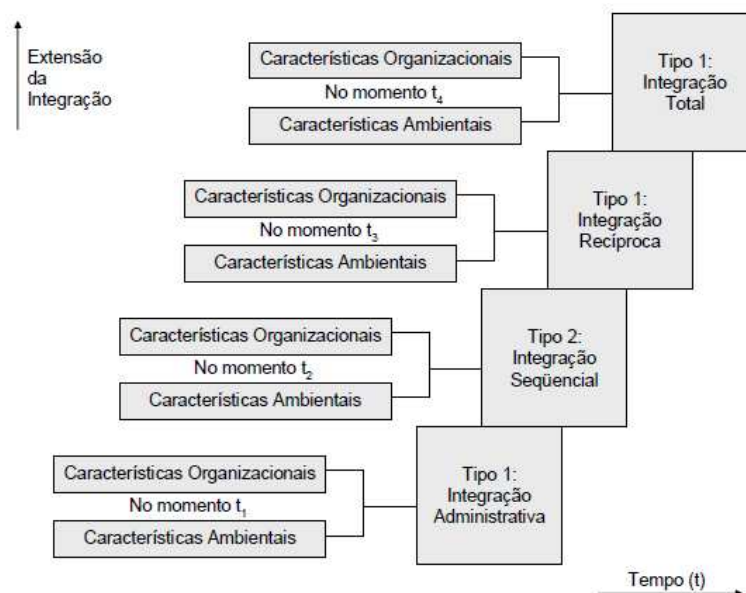 Extensão
da
Integração
Características Organizacionais
No momento t4
Características Ambientais
Tipo 1:
Integração
Total
Características Organizacionais
No momento t3
Características Ambientais
Tipo 1:
Integração
Recíproca
Características Organizacionais
No momento t2
Características Ambientais
Tipo 2:
Integração
Seqüencial
Características Organizacionais
No momento t1
Características Ambientais
Tipo 1:
Integração
Administrativa
Tempo (t)